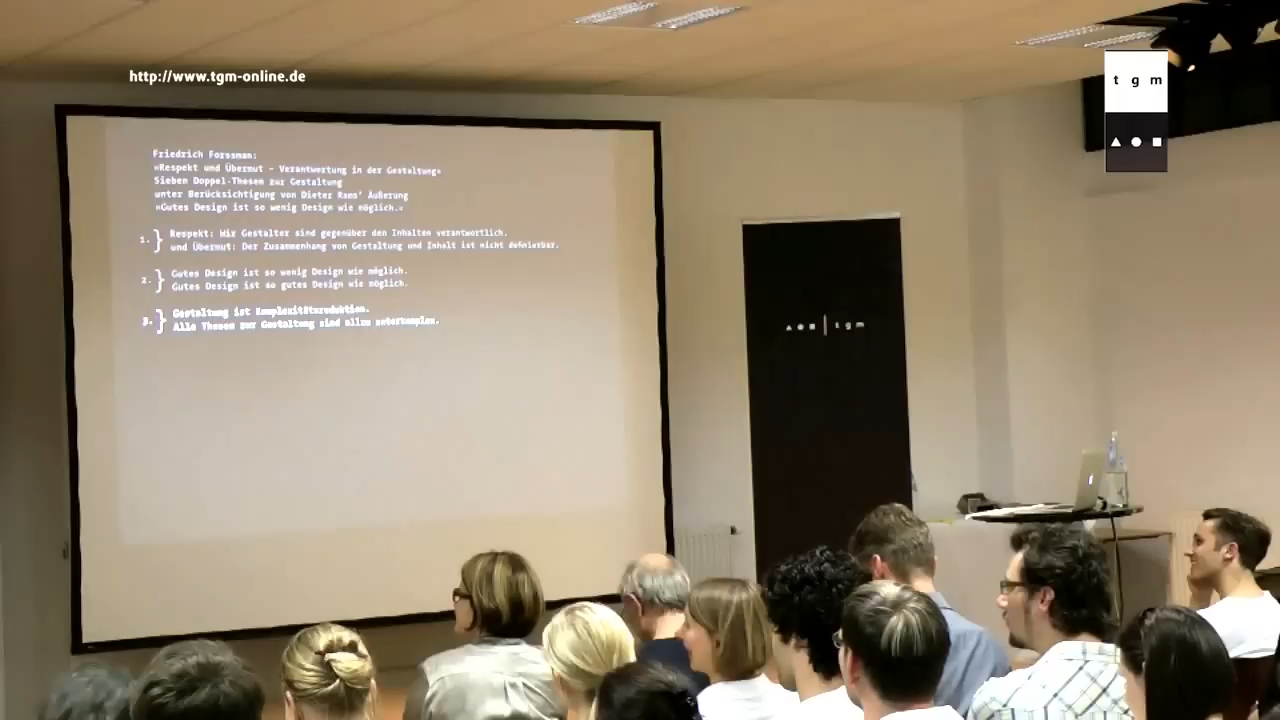 http://www.tgm-online.de
t g m
Friedrich Forssman:
»Respekt und Übermut – Verantwortung in der Gestaltung«
Sieben Doppel-Thesen zur Gestaltung
unter Berücksichtigung von Dieter Rams' Äußerung
»Gutes Design ist so wenig Design wie möglich.«
1. } Respekt: Wir Gestalter sind gegenüber den Inhalten verantwortlich.
und Übermut: Der Zusammenhang von Gestaltung und Inhalt ist nicht definierbar.
2. } Gutes Design ist so wenig Design wie möglich.
Gutes Design ist so gutes Design wie möglich.
3. } Gestaltung ist Komplexitätsreduktion.
Alle Thesen zur Gestaltung sind allzu unterkomplex.
t g m